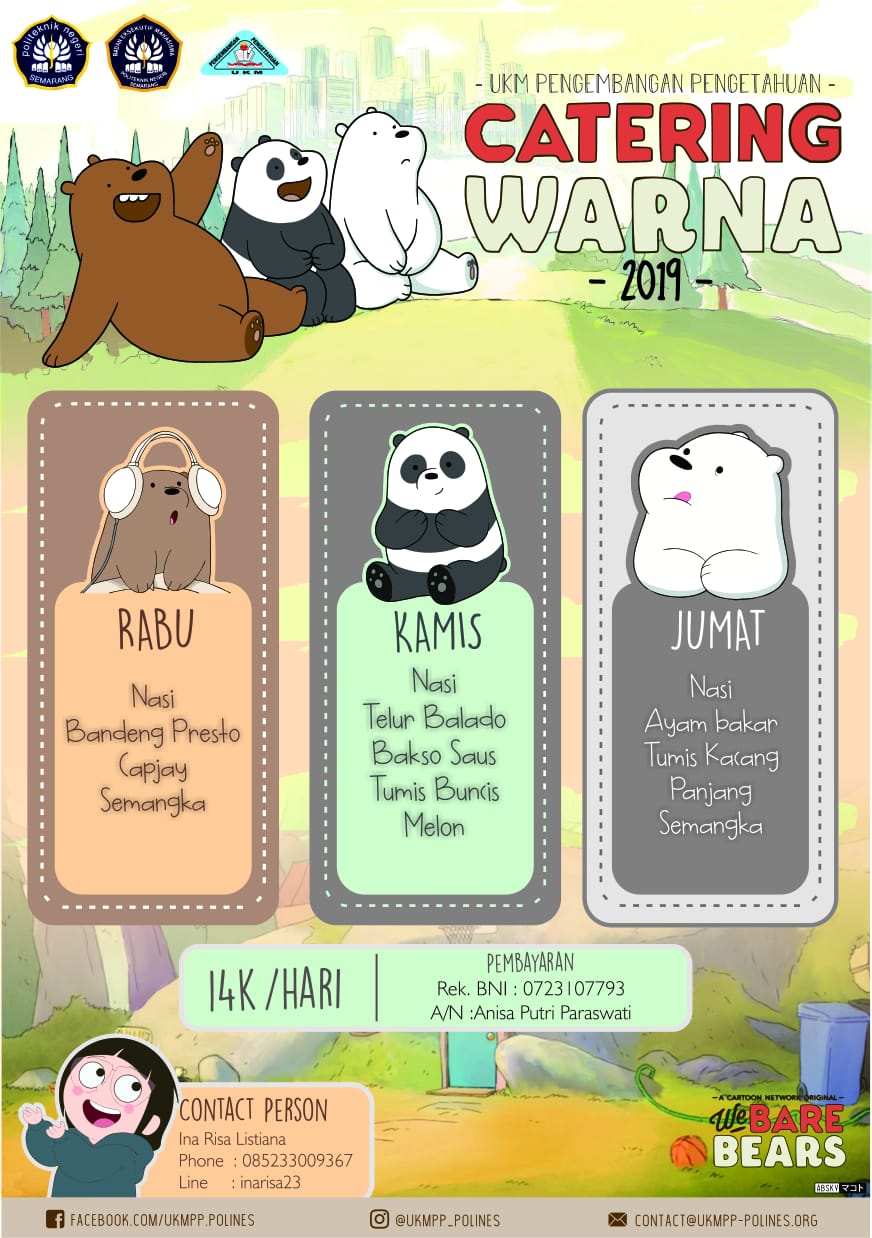 politeknik negeri
SEMARANG
BADAN EKSEKUTIF MAHASISWA
POLITEKNIK NEGERI
SEMARANG
PENGEMBANGAN PENGETAHUAN
UKM
- UKM PENGEMBANGAN PENGETAHUAN -
CATERING
WARNA
- 2019 -
RABU
Nasi
Bandeng Presto
Capjay
Semangka
KAMIS
Nasi
Telur Balado
Bakso Saus
Tumis Buncis
Melon
JUMAT
Nasi
Ayam bakar
Tumis Kacang
Panjang
Semangka
14K /HARI
PEMBAYARAN
Rek. BNI : 0723107793
A/N :Anisa Putri Paraswati
CONTACT PERSON
Ina Risa Listiana
Phone : 085233009367
Line : inarisa23
- A CARTOON NETWORK ORIGINAL -
We BARE
BEARS
ABSKV マコト
FACEBOOK.COM/UKMPP.POLINES
@UKMPP_POLINES
CONTACT@UKMPP-POLINES.ORG